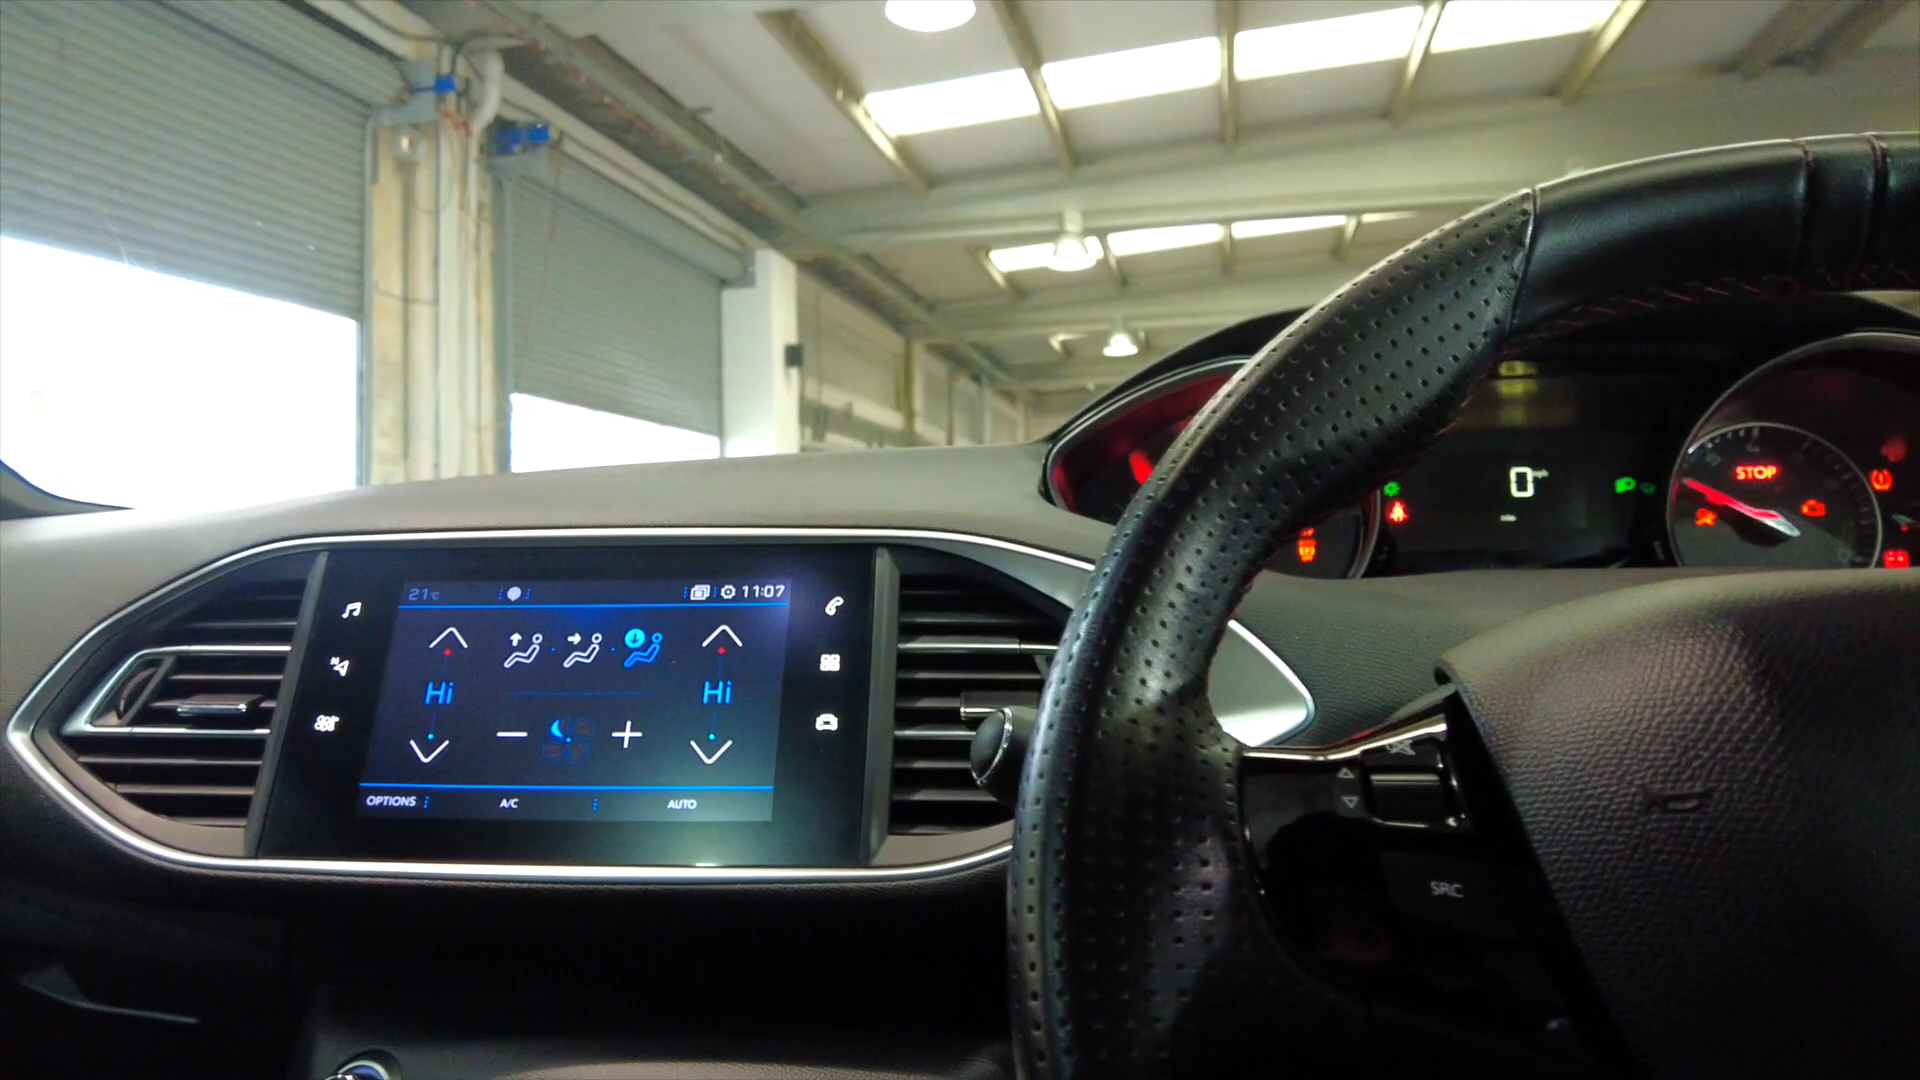 21°C
11:07
Hi
Hi
OPTIONS
A/C
AUTO
0
STOP
SRC